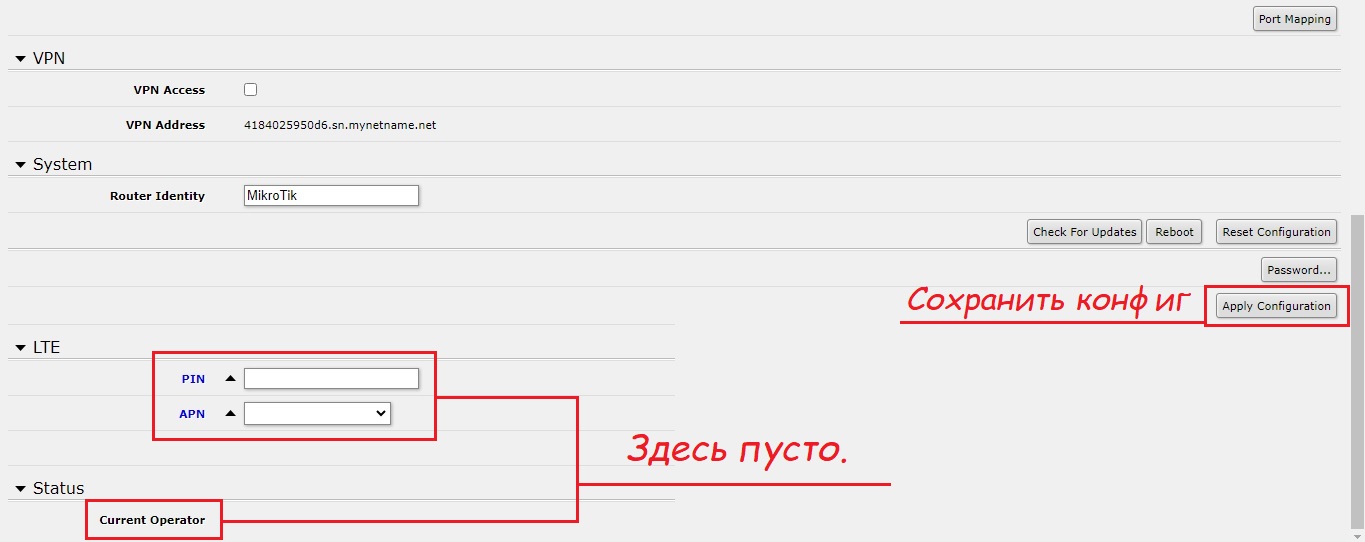 Port Mapping
VPN
VPN Access
VPN Address 4184025950d6.sn.mynetname.net
System
Router Identity MikroTik
Check For Updates Reboot Reset Configuration
Password...
Сохранить конфиг Apply Configuration
LTE
PIN
APN
Здесь пусто.
Status
Current Operator